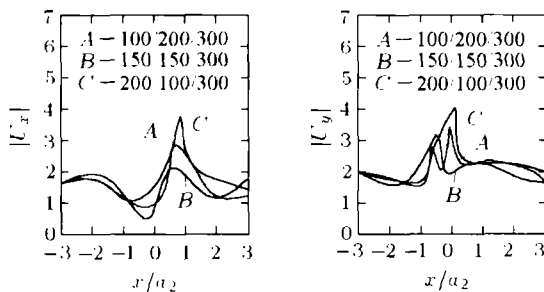 7
6
5
4
3
2
1
0
|U_x|
A – 100/200/300
B – 150/150/300
C – 200/100/300
A
C
B
-3 -2 -1 0 1 2 3
x/a_2
7
6
5
4
3
2
1
0
|U_y|
A – 100/200/300
B – 150/150/300
C – 200/100/300
C
A
B
-3 -2 -1 0 1 2 3
x/a_2